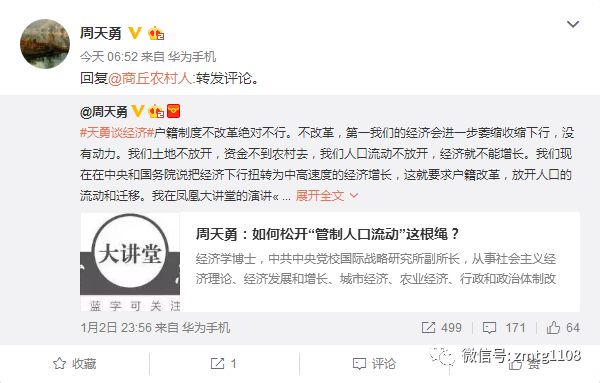 周天勇
今天 06:52 来自 华为手机
回复@商丘农村人:转发评论。
@周天勇
#天勇谈经济#户籍制度不改革绝对不行。不改革，第一我们的经济会进一步萎缩收缩下行，没
有动力。我们土地不放开，资金不到农村去，我们人口流动不放开，经济就不能增长。我们现
在在中央和国务院说把经济下行扭转为中高速度的经济增长，这就要求户籍改革，放开人口的
流动和迁移。我在凤凰大讲堂的演讲« ... 展开全文
大讲堂
蓝字可关注
周天勇：如何松开“管制人口流动”这根绳？
经济学博士，中共中央党校国际战略研究所副所长，从事社会主义经
济理论、经济发展和增长、城市经济、农业经济、行政和政治体制改
1月2日 23:56 来自 华为手机
499
171
64
收藏
1
评论
赞
微信号: zmtg1108